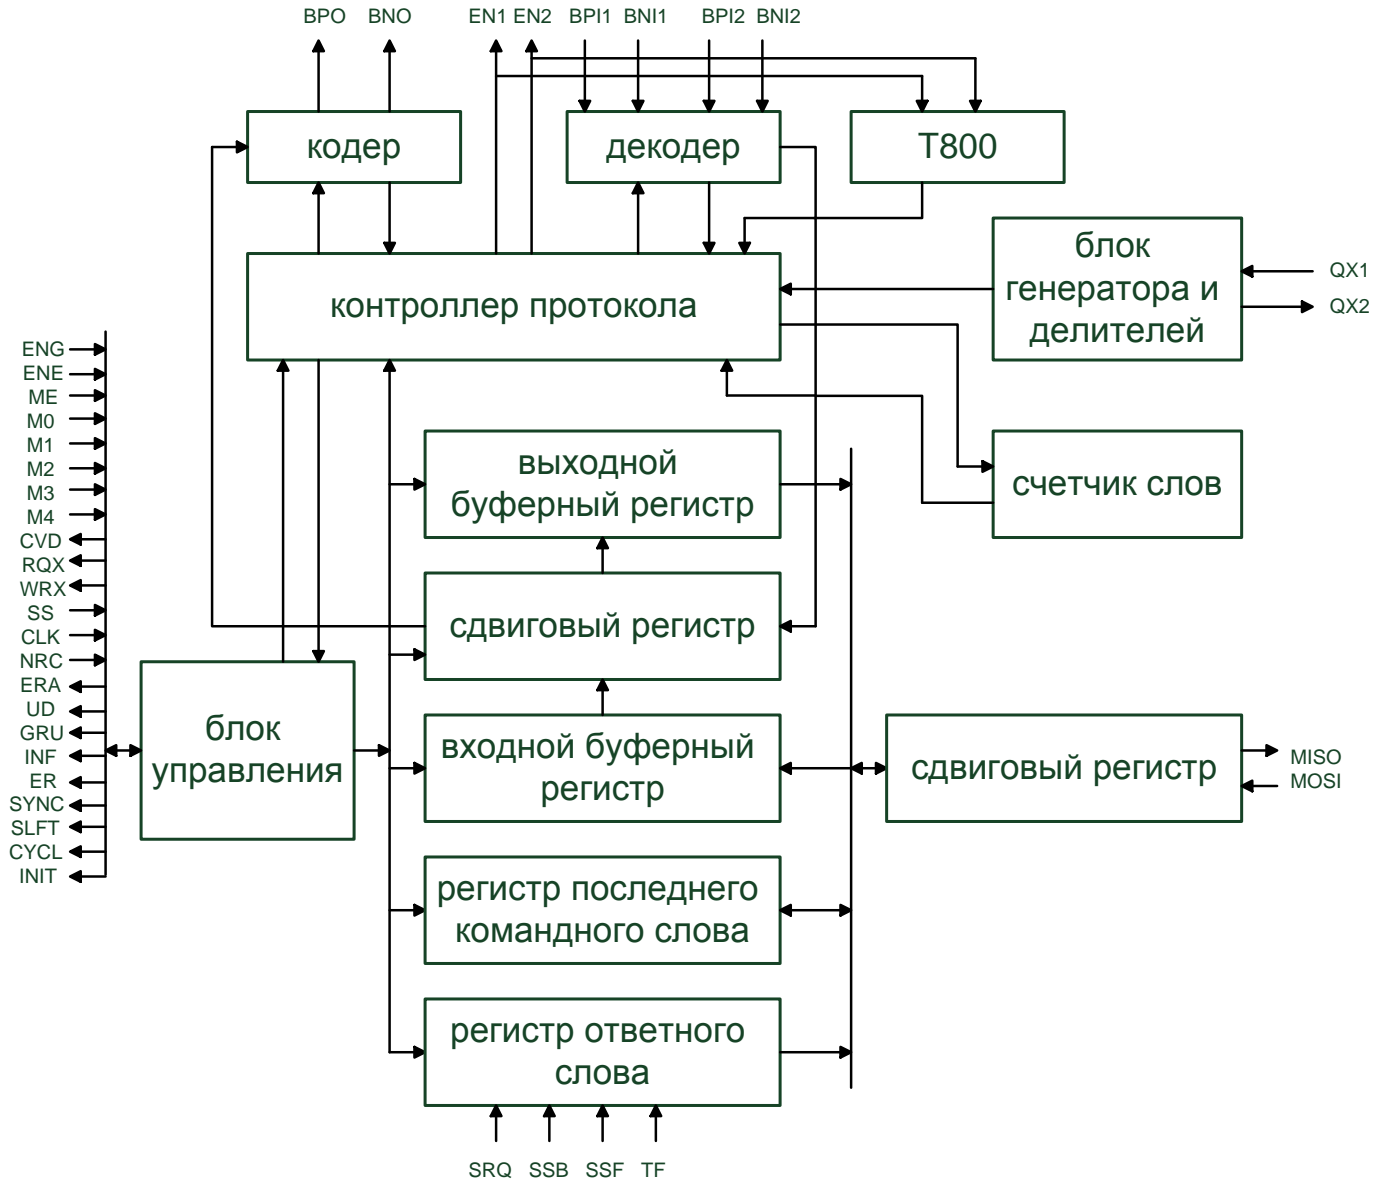 BPO BNO EN1 EN2 BPI1 BNI1 BPI2 BNI2
кодер
декодер
Т800
блок
генератора и
делителей
QX1
QX2
контроллер протокола
ENG
ENE
ME
M0
M1
M2
M3
M4
CVD
RQX
WRX
SS
CLK
NRC
ERA
UD
GRU
INF
ER
SYNC
SLFT
CYCL
INIT
выходной
буферный регистр
счетчик слов
сдвиговый регистр
блок
управления
входной буферный
регистр
сдвиговый регистр
MISO
MOSI
регистр последнего
командного слова
регистр ответного
слова
SRQ SSB SSF TF